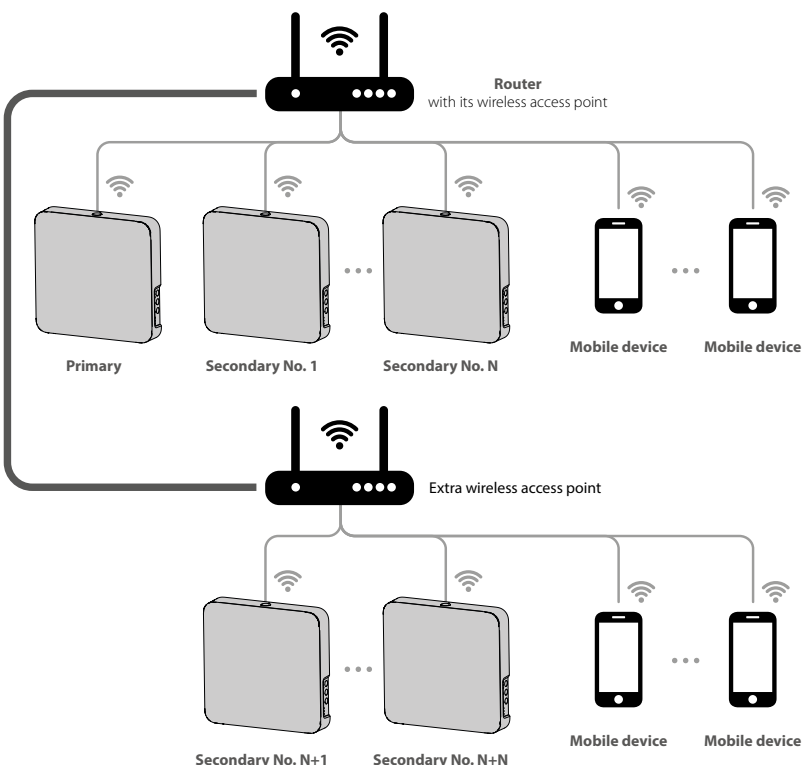 Router
with its wireless access point
Primary
Secondary No. 1
Secondary No. N
Mobile device
Mobile device
Extra wireless access point
Secondary No. N+1
Secondary No. N+N
Mobile device
Mobile device